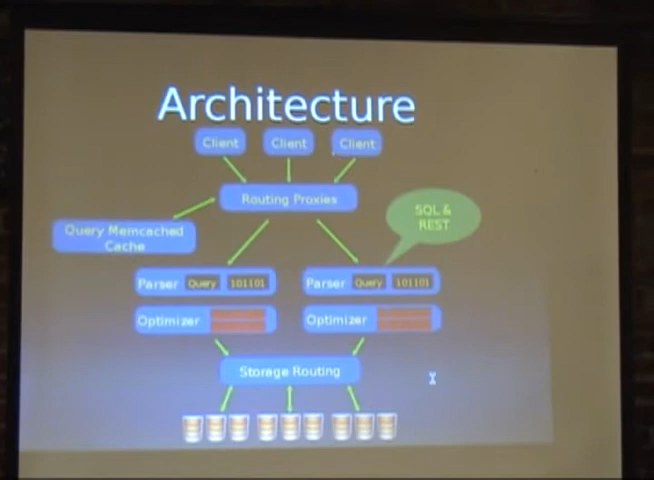 Architecture
Client Client Client
Routing Proxies
SQL &
REST
Query Memcached
Cache
Parser Query 101101 Parser Query 101101
Optimizer Optimizer
Storage Routing